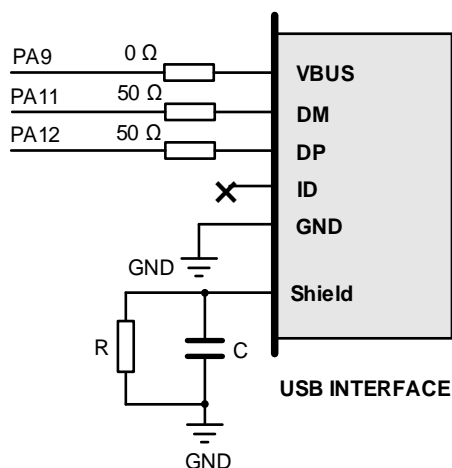 PA9 0 Ω VBUS
PA11 50 Ω DM
PA12 50 Ω DP
ID
GND
GND
Shield
R
C
USB INTERFACE
GND